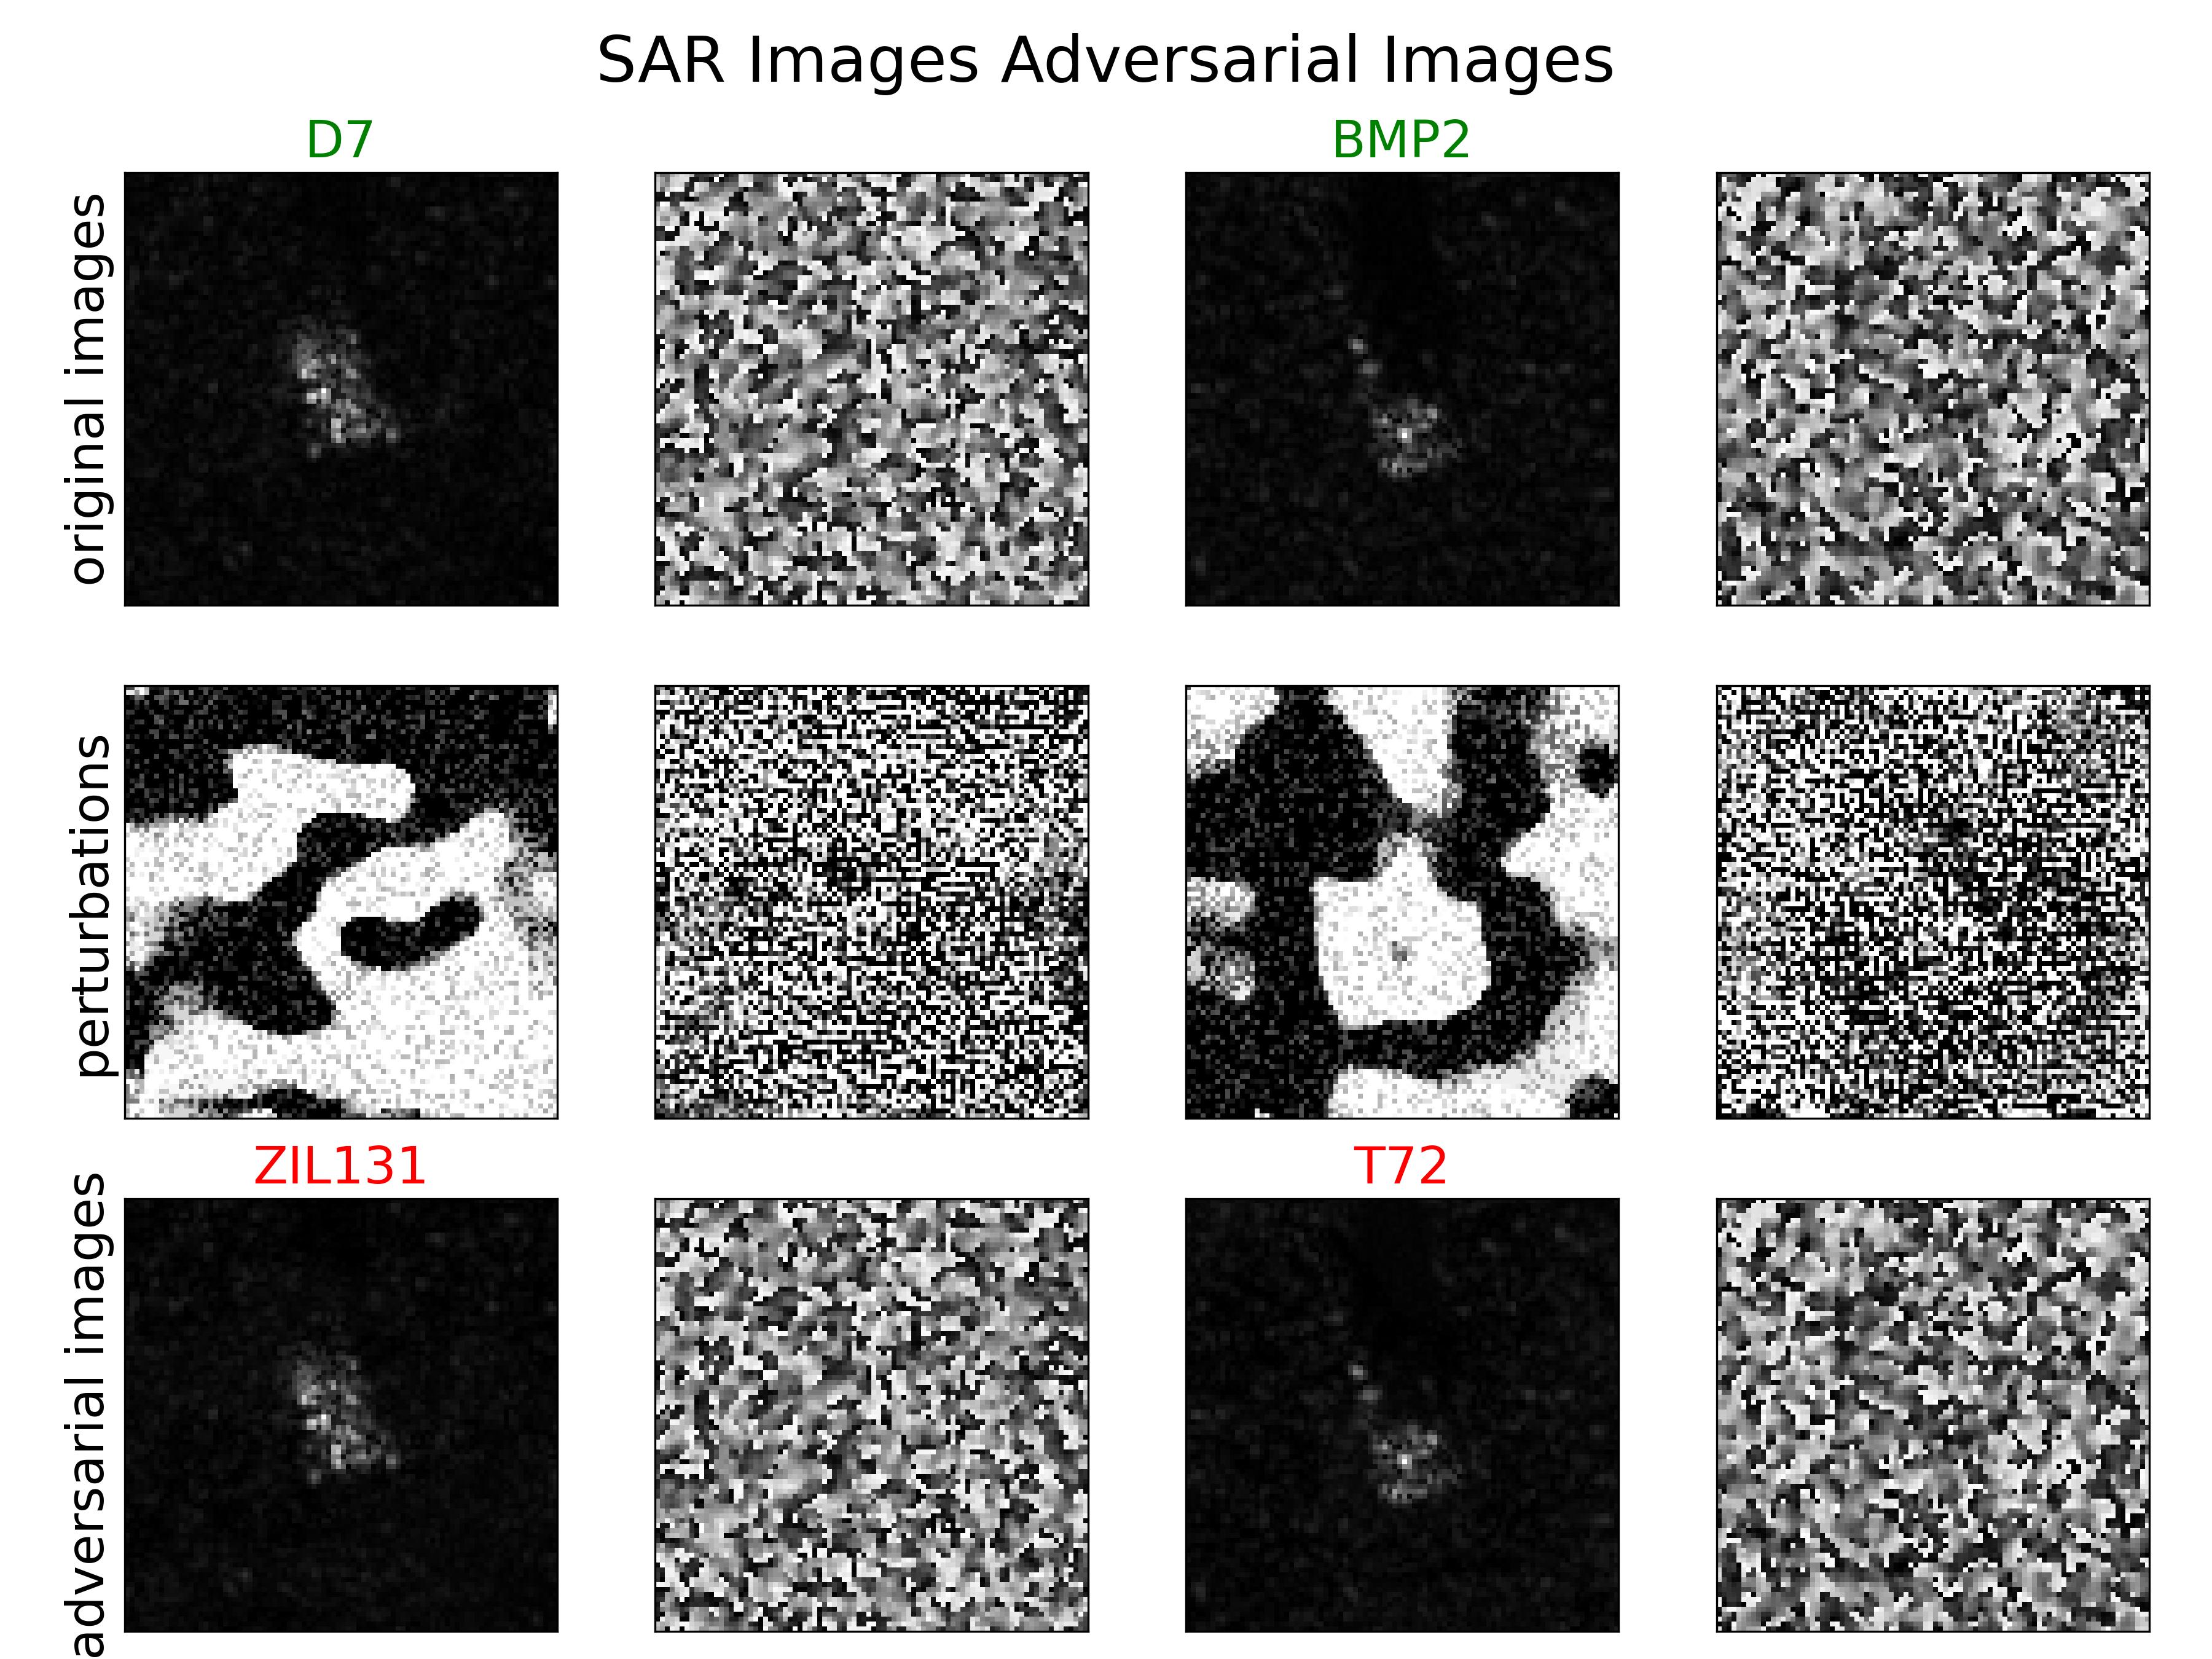 SAR Images Adversarial Images
D7
BMP2
original images
perturbations
ZIL131
T72
adversarial images